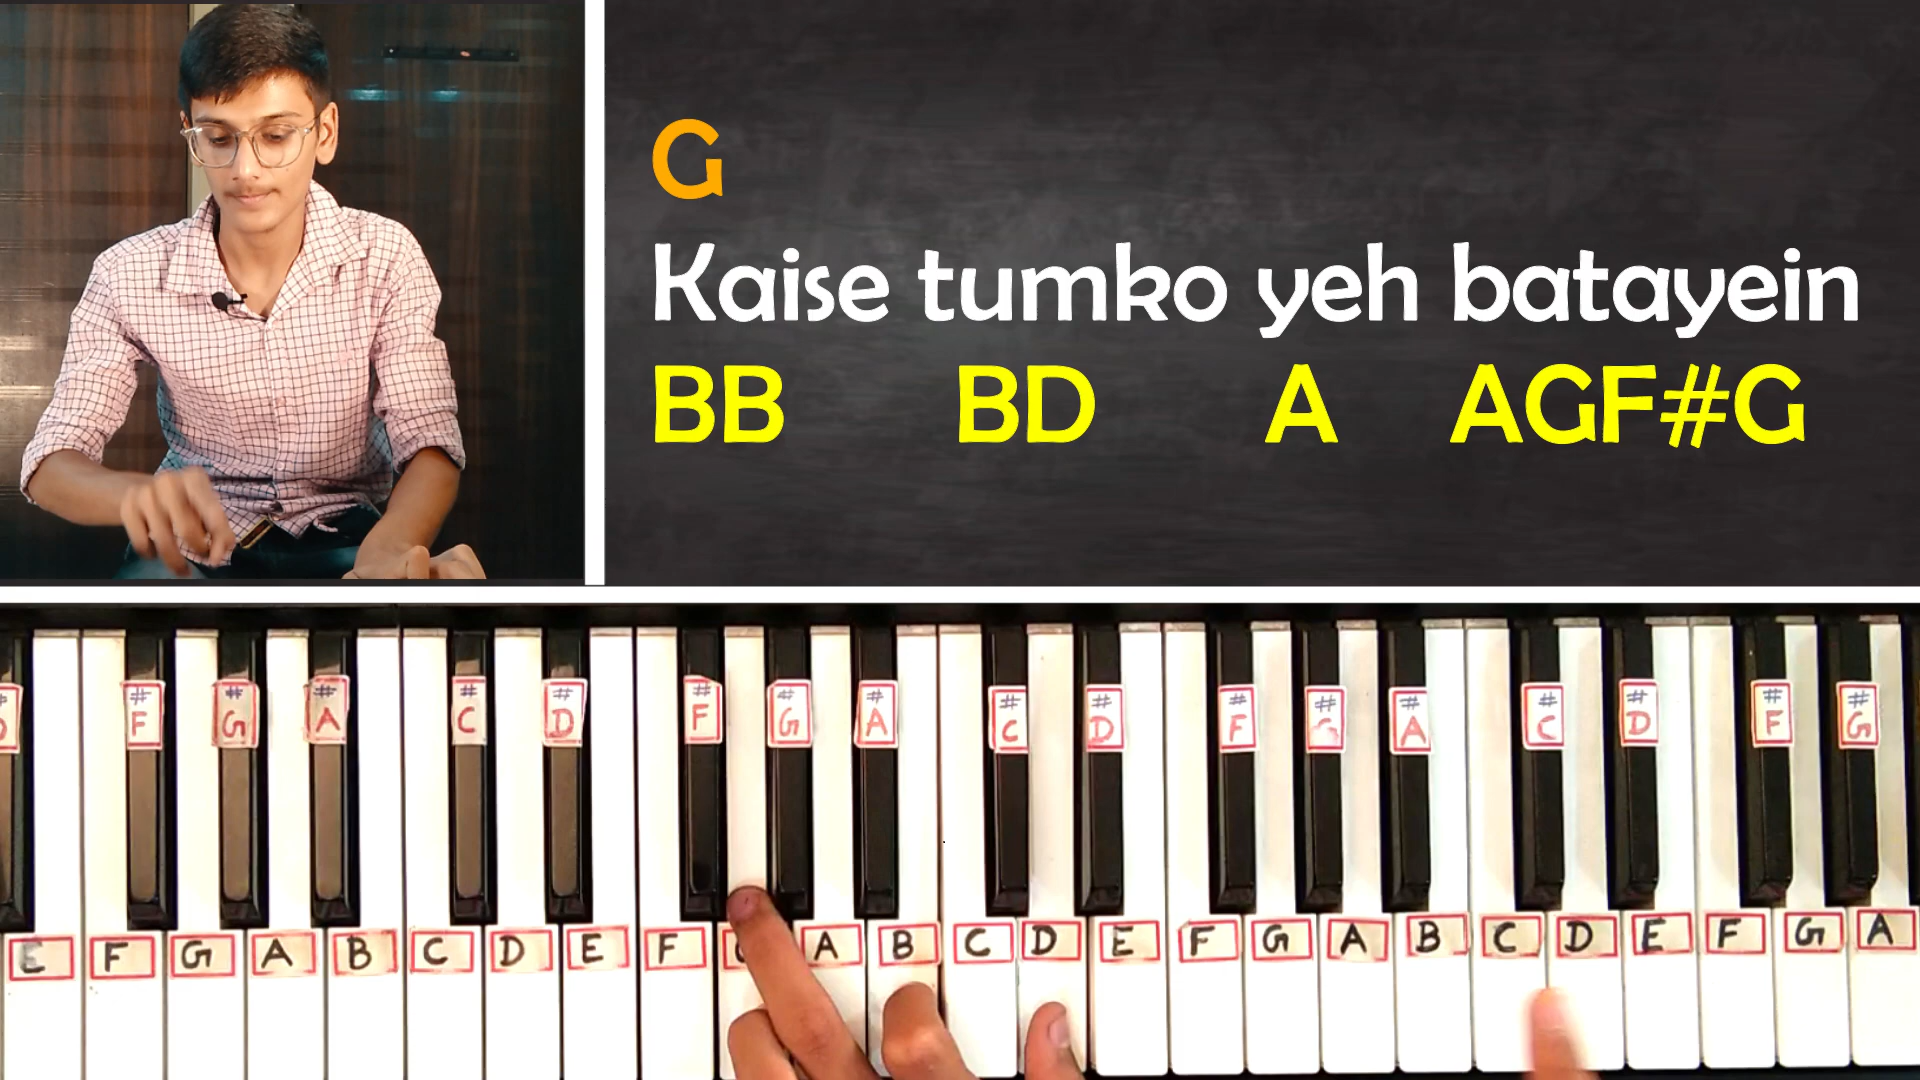 G
Kaise tumko yeh batayein
BB BD A AGF#G
# F # G # A # C # D # F # G # A # C # D # F # G # A # C # D # F # G
E F G A B C D E F A B C D E F G A B C D E F G A